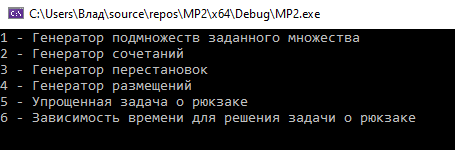 C:\Users\Влад\source\repos\MP2\x64\Debug\MP2.exe
1 - Генератор подмножеств заданного множества
2 - Генератор сочетаний
3 - Генератор перестановок
4 - Генератор размещений
5 - Упрощенная задача о рюкзаке
6 - Зависимость времени для решения задачи о рюкзаке